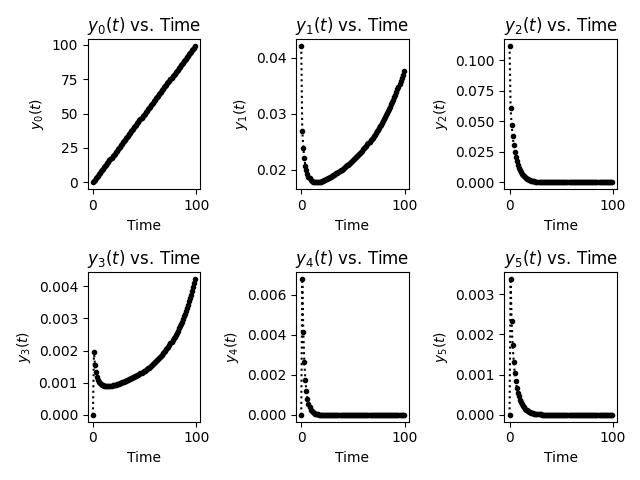 y₀(t) vs. Time
y₁(t) vs. Time
y₂(t) vs. Time
100
75
50
25
0
y₀(t)
0 100
Time
0.04
0.03
0.02
y₁(t)
0 100
Time
0.100
0.075
0.050
0.025
0.000
y₂(t)
0 100
Time
y₃(t) vs. Time
y₄(t) vs. Time
y₅(t) vs. Time
0.004
0.003
0.002
0.001
0.000
y₃(t)
0 100
Time
0.006
0.004
0.002
0.000
y₄(t)
0 100
Time
0.003
0.002
0.001
0.000
y₅(t)
0 100
Time